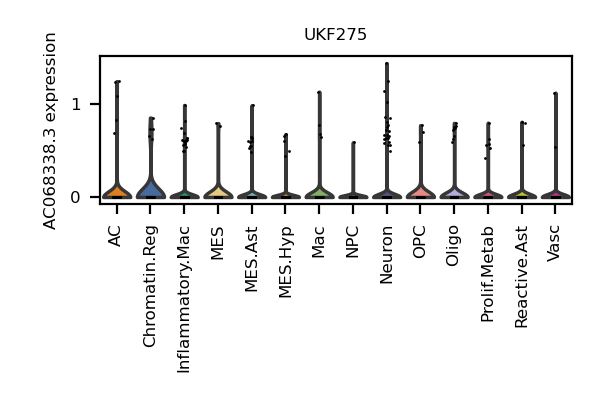 UKF275
AC068338.3 expression
1
0
AC
Chromatin.Reg
Inflammatory.Mac
MES
MES.Ast
MES.Hyp
Mac
NPC
Neuron
OPC
Oligo
Prolif.Metab
Reactive.Ast
Vasc